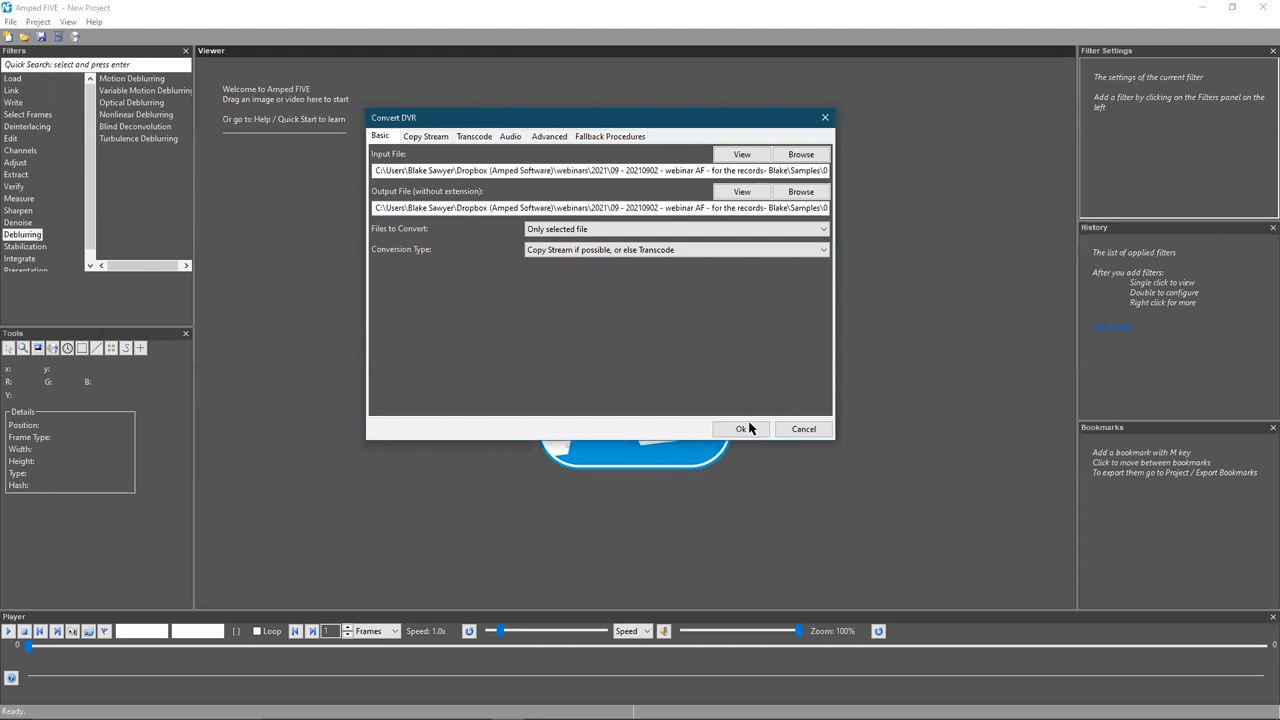 Amped FIVE - New Project
File Project View Help
Filters
Quick Search: select and press enter
Load
Link
Write
Select Frames
Deinterlacing
Edit
Channels
Adjust
Extract
Verify
Measure
Sharpen
Denoise
Deblurring
Stabilization
Integrate
Presentation
Motion Deblurring
Variable Motion Deblurring
Optical Deblurring
Nonlinear Deblurring
Blind Deconvolution
Turbulence Deblurring
Tools
x: y:
R: G: B:
Y:
Details
Position:
Frame Type:
Width:
Height:
Type:
Hash:
Viewer
Welcome to Amped FIVE
Drag an image or video here to start
Or go to Help / Quick Start to learn
Convert DVR
Basic Copy Stream Transcode Audio Advanced Fallback Procedures
Input File: View Browse
C:\Users\Blake Sawyer\Dropbox (Amped Software)\webinars\2021\09 - 20210902 - webinar AF - for the records- Blake\Samples\0
Output File (without extension): View Browse
C:\Users\Blake Sawyer\Dropbox (Amped Software)\webinars\2021\09 - 20210902 - webinar AF - for the records- Blake\Samples\0
Files to Convert: Only selected file
Conversion Type: Copy Stream if possible, or else Transcode
Ok Cancel
Filter Settings
The settings of the current filter
Add a filter by clicking on the Filters panel on the
left
History
The list of applied filters
After you add filters:
Single click to view
Double to configure
Right click for more
Bookmarks
Add a bookmark with M key
Click to move between bookmarks
To export them go to Project / Export Bookmarks
Player
[ ] Loop 1 Frames Speed: 1.0x Speed Zoom: 100%
0 0
Ready